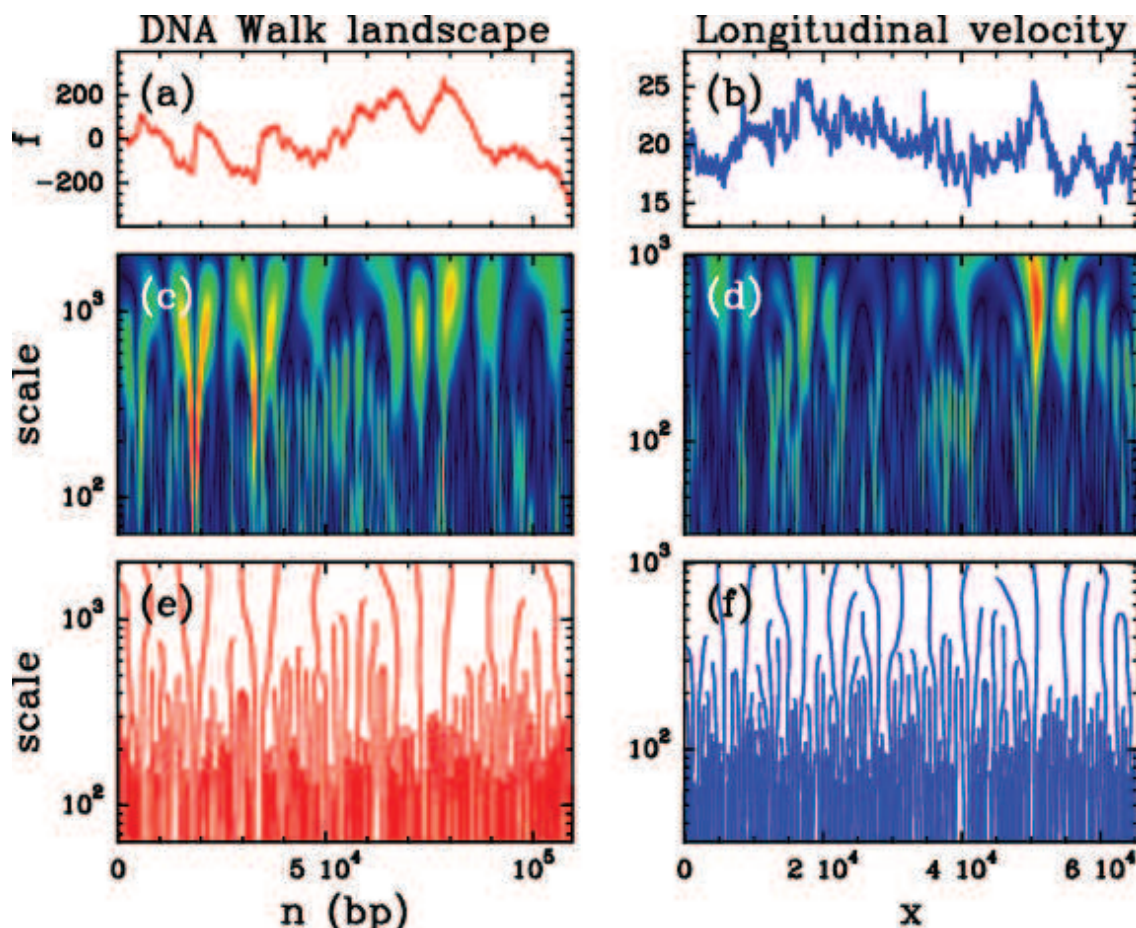 DNA Walk landscape
Longitudinal velocity
(a)
f
200
0
−200
(b)
25
20
15
13
(c)
scale
10³
10²
(d)
10³
10²
(e)
scale
10³
10²
0
5 10⁴
10⁵
n (bp)
(f)
10³
10²
0
2 10⁴
4 10⁴
6 10⁴
x